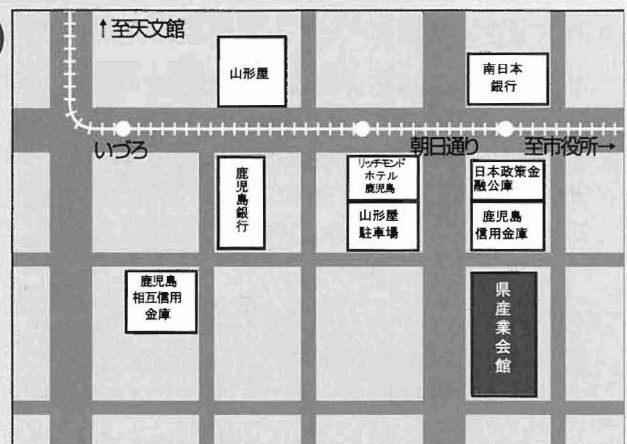 ↑至天文館
山形屋
南日本
銀行
いづろ
朝日通り
至市役所→
鹿児島銀行
リッチモンド
ホテル
鹿児島
山形屋
駐車場
日本政策金
融公庫
鹿児島
信用金庫
鹿児島
相互信用
金庫
県産業会館